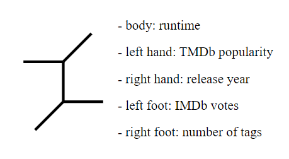 - body: runtime
- left hand: TMDb popularity
- right hand: release year
- left foot: IMDb votes
- right foot: number of tags